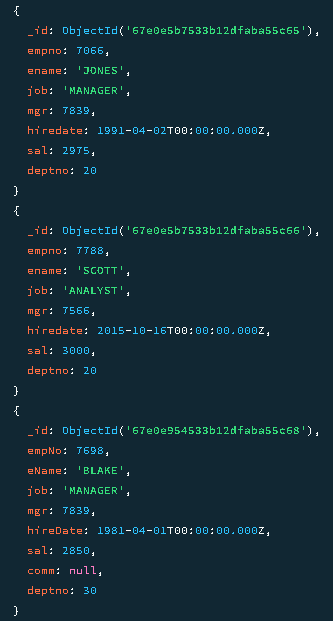 {
_id: ObjectId('67e0e5b7533b12dfaba55c65'),
empno: 7066,
ename: 'JONES',
job: 'MANAGER',
mgr: 7839,
hiredate: 1991-04-02T00:00:00.000Z,
sal: 2975,
deptno: 20
}
{
_id: ObjectId('67e0e5b7533b12dfaba55c66'),
empno: 7788,
ename: 'SCOTT',
job: 'ANALYST',
mgr: 7566,
hiredate: 2015-10-16T00:00:00.000Z,
sal: 3000,
deptno: 20
}
{
_id: ObjectId('67e0e954533b12dfaba55c68'),
empNo: 7698,
eName: 'BLAKE',
job: 'MANAGER',
mgr: 7839,
hireDate: 1981-04-01T00:00:00.000Z,
sal: 2850,
comm: null,
deptno: 30
}